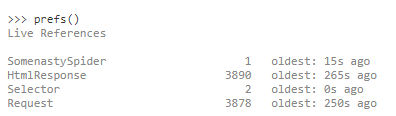 >>> prefs()
Live References
SomenastySpider 1 oldest: 15s ago
HtmlResponse 3890 oldest: 265s ago
Selector 2 oldest: 0s ago
Request 3878 oldest: 250s ago